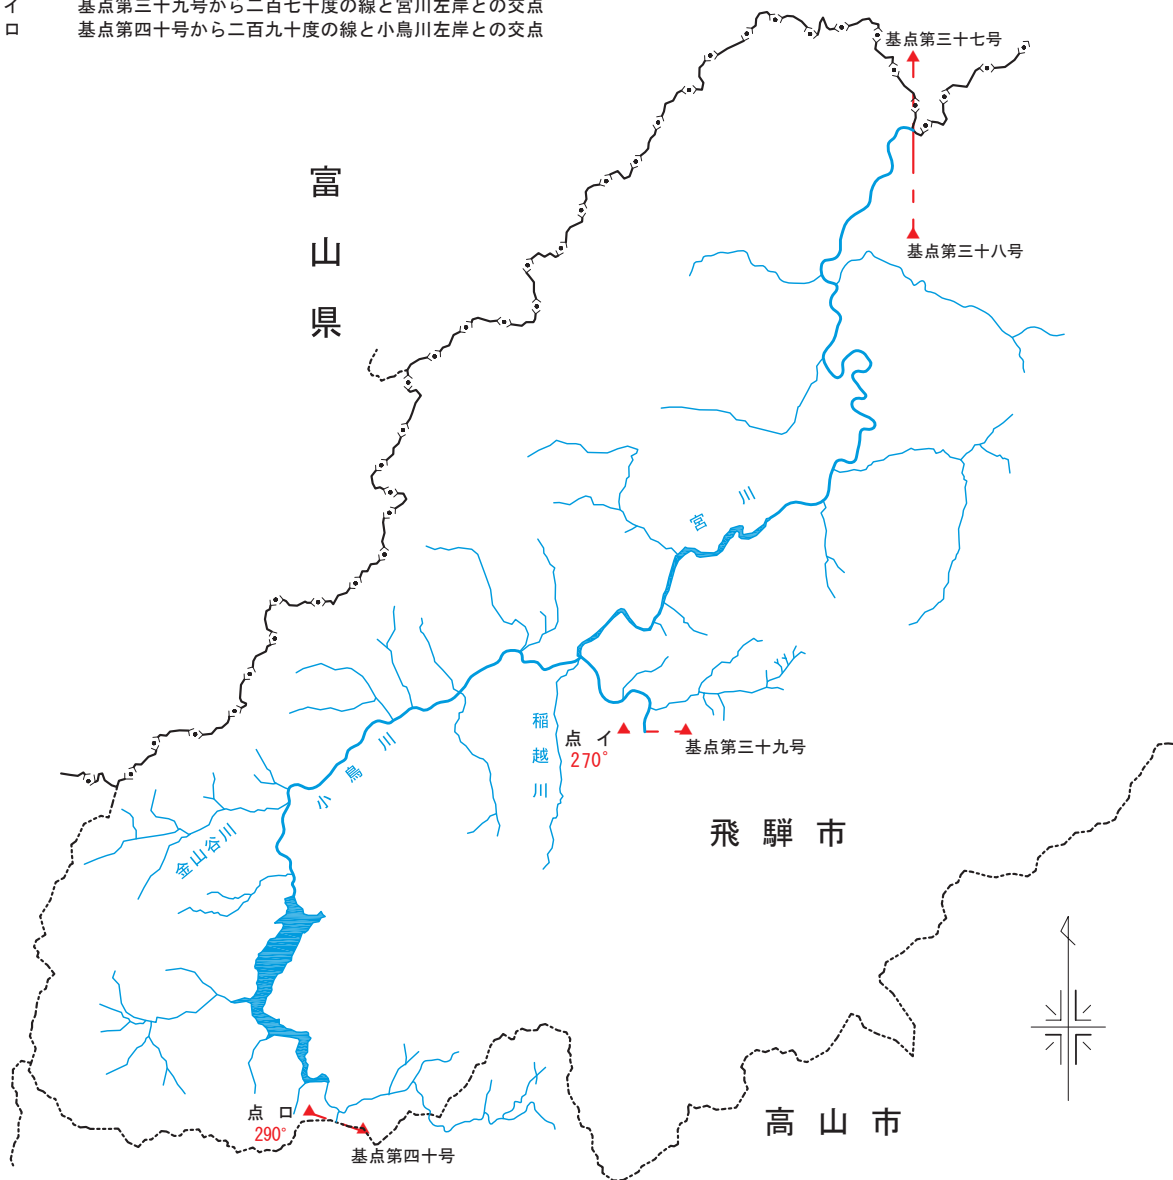 イ 基点第三十九号から二百七十度の線と宮川左岸との交点
ロ 基点第四十号から二百九十度の線と小鳥川左岸との交点
基点第三十七号
富山県
基点第三十八号
宮川
稲越川
点イ
270°
基点第三十九号
小鳥川
金山谷川
飛騨市
点ロ
290°
基点第四十号
高山市